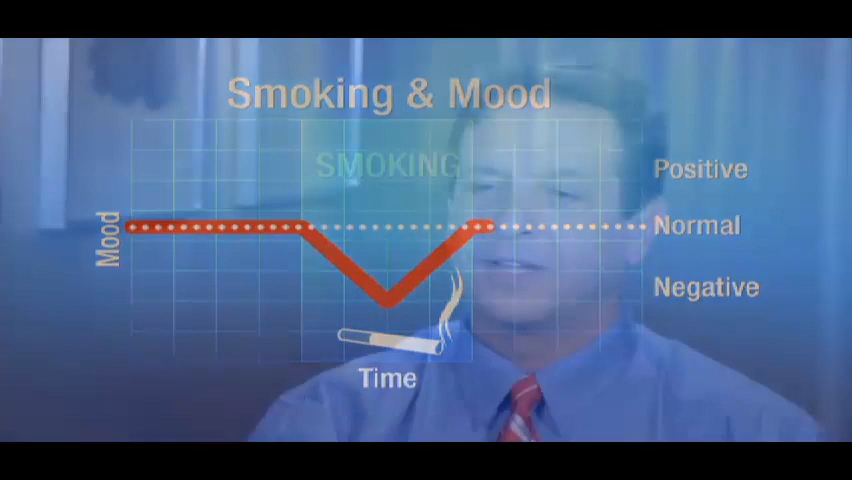 Smoking & Mood
SMOKING
Positive
Mood
Normal
Negative
Time